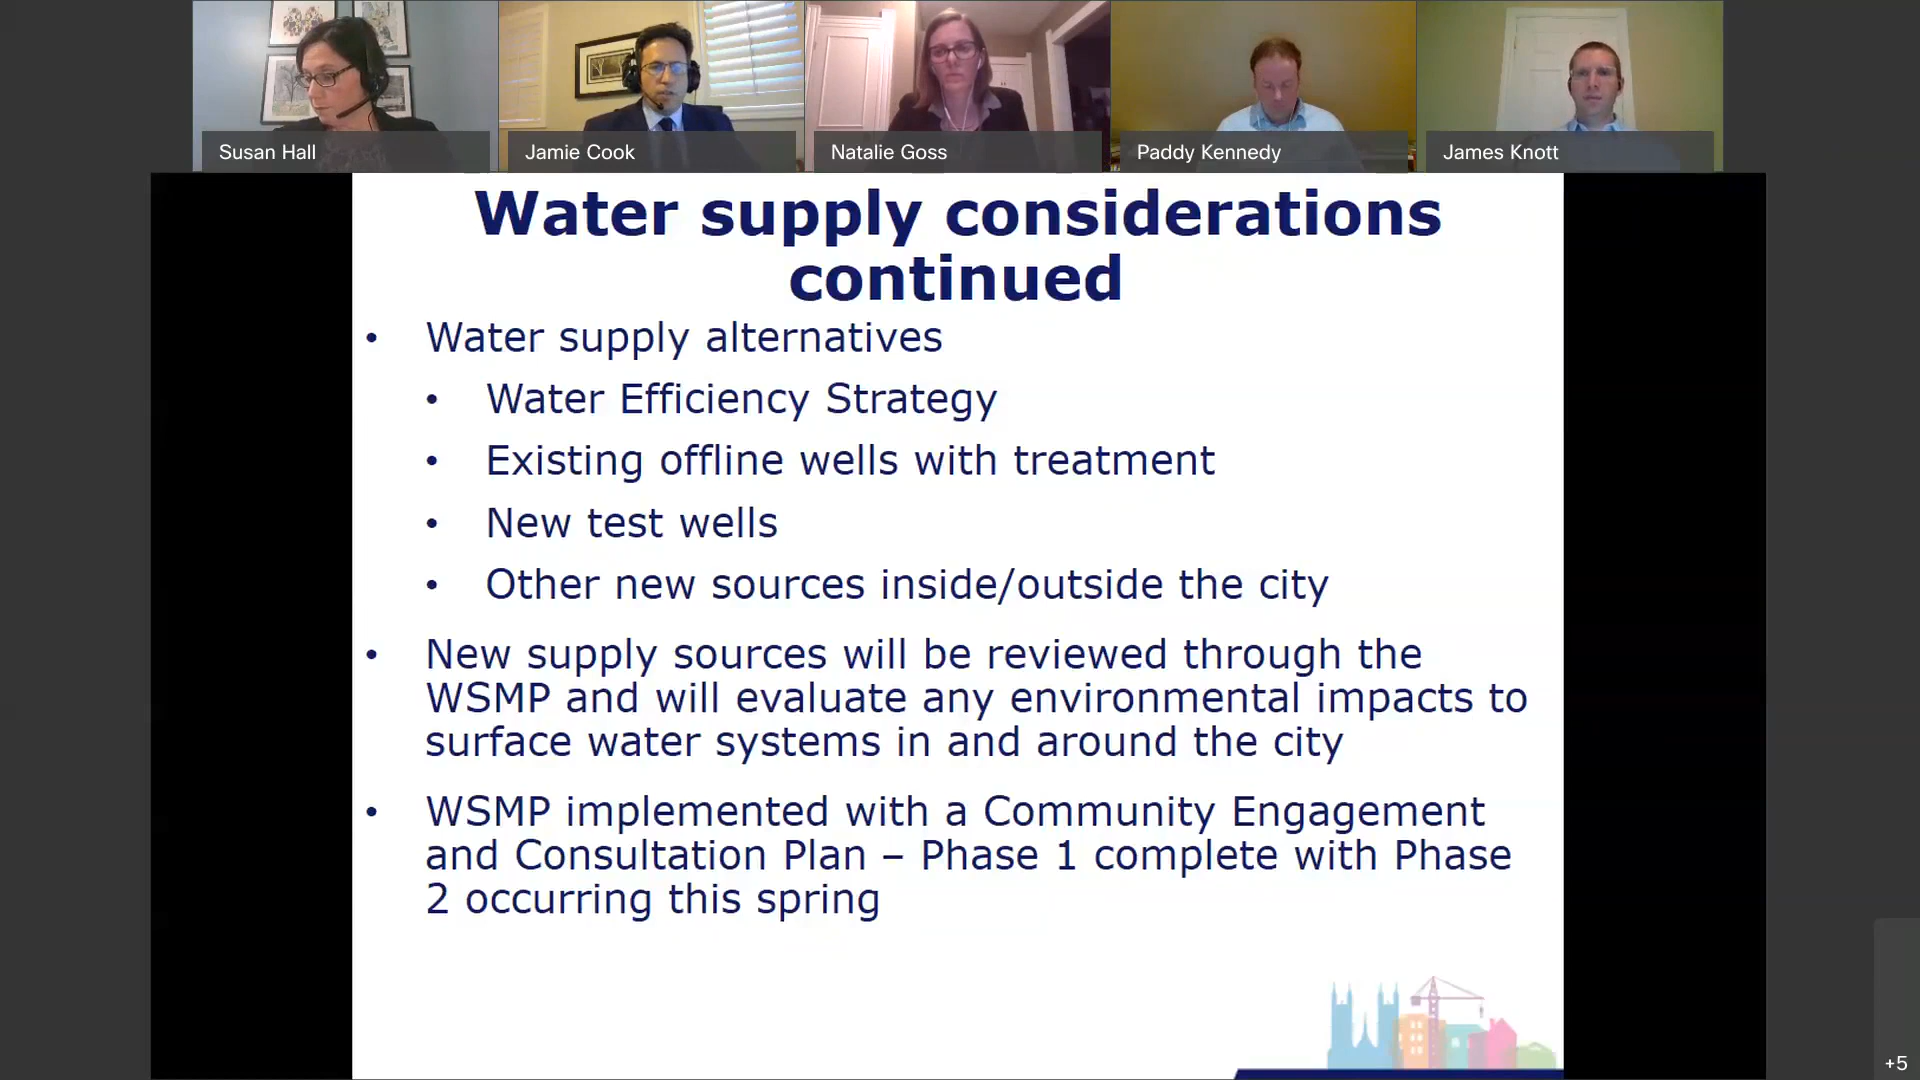 Susan Hall
Jamie Cook
Natalie Goss
Paddy Kennedy
James Knott
Water supply considerations
continued
• Water supply alternatives
• Water Efficiency Strategy
• Existing offline wells with treatment
• New test wells
• Other new sources inside/outside the city
• New supply sources will be reviewed through the
WSMP and will evaluate any environmental impacts to
surface water systems in and around the city
• WSMP implemented with a Community Engagement
and Consultation Plan – Phase 1 complete with Phase
2 occurring this spring
+5